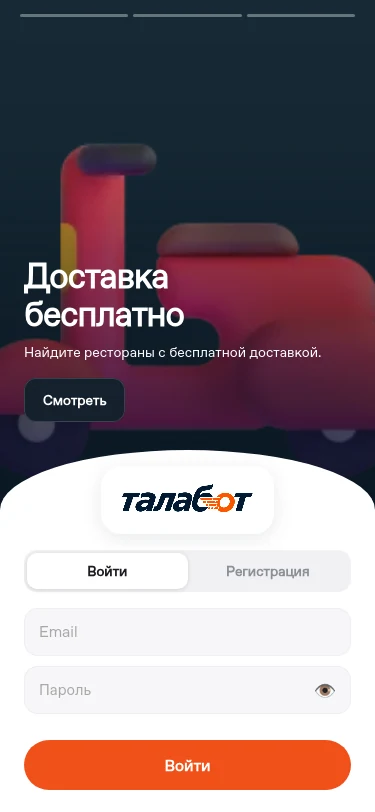 Доставка
бесплатно
Найдите рестораны с бесплатной доставкой.
Смотреть
талабот
Войти
Регистрация
Email
Пароль
Войти